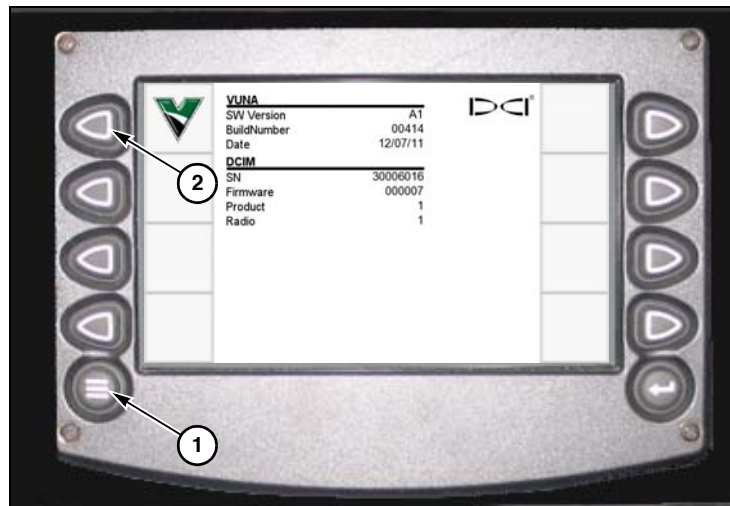 VUNA
SW Version A1
BuildNumber 00414
Date 12/07/11
DCIM
SN 30006016
Firmware 000007
Product 1
Radio 1
DCI
2
1